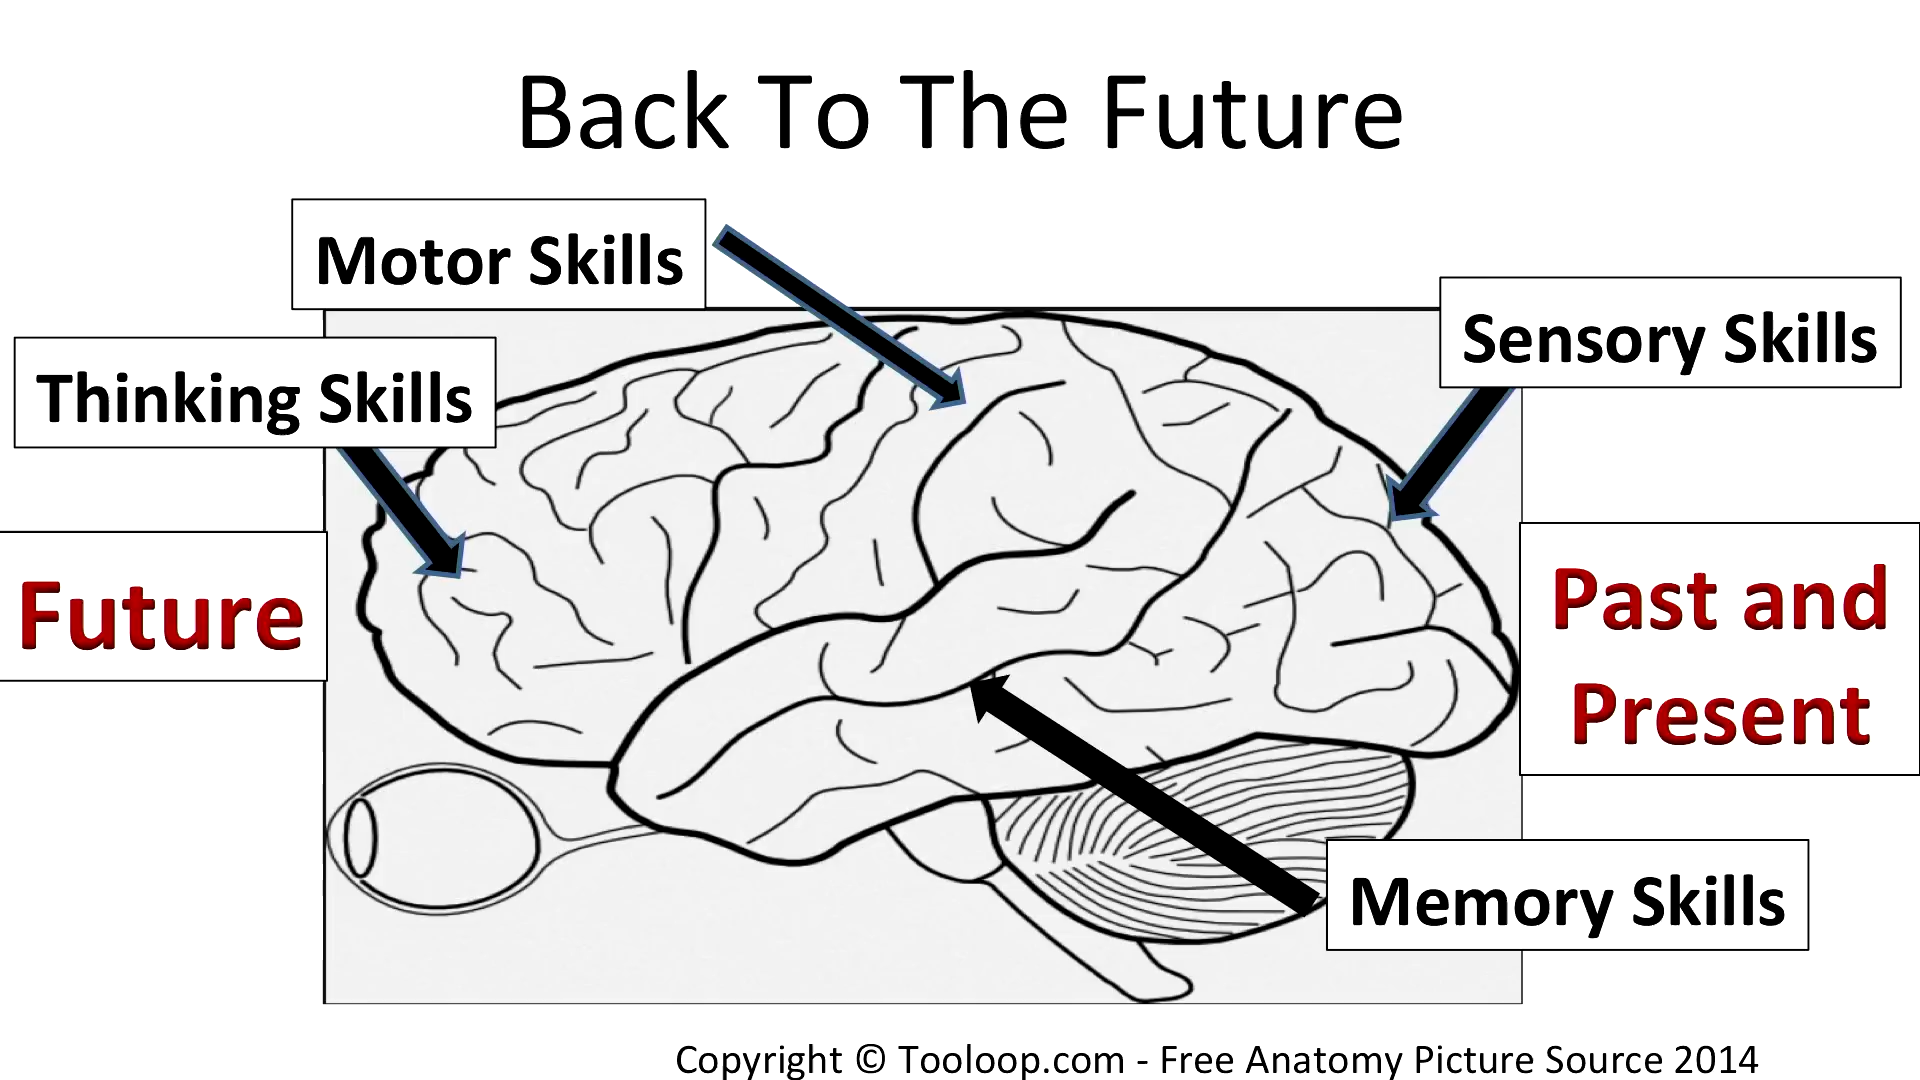 Back To The Future
Motor Skills
Sensory Skills
Thinking Skills
Future
Past and
Present
Memory Skills
Copyright © Tooloop.com - Free Anatomy Picture Source 2014